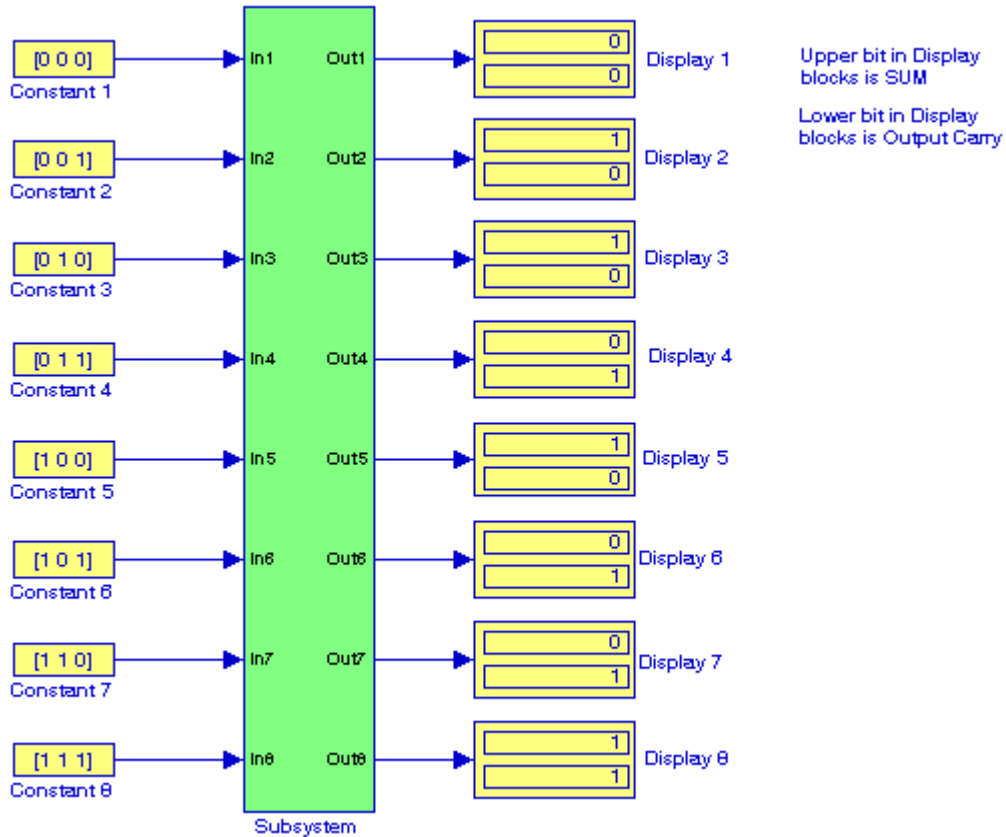 [0 0 0]
Constant 1
In1
Out1
0
0
Display 1
Upper bit in Display
blocks is SUM
Lower bit in Display
blocks is Output Carry
[0 0 1]
Constant 2
In2
Out2
1
0
Display 2
[0 1 0]
Constant 3
In3
Out3
1
0
Display 3
[0 1 1]
Constant 4
In4
Out4
0
1
Display 4
[1 0 0]
Constant 5
In5
Out5
1
0
Display 5
[1 0 1]
Constant 6
In6
Out6
0
1
Display 6
[1 1 0]
Constant 7
In7
Out7
0
1
Display 7
[1 1 1]
Constant 8
In8
Out8
1
1
Display 8
Subsystem